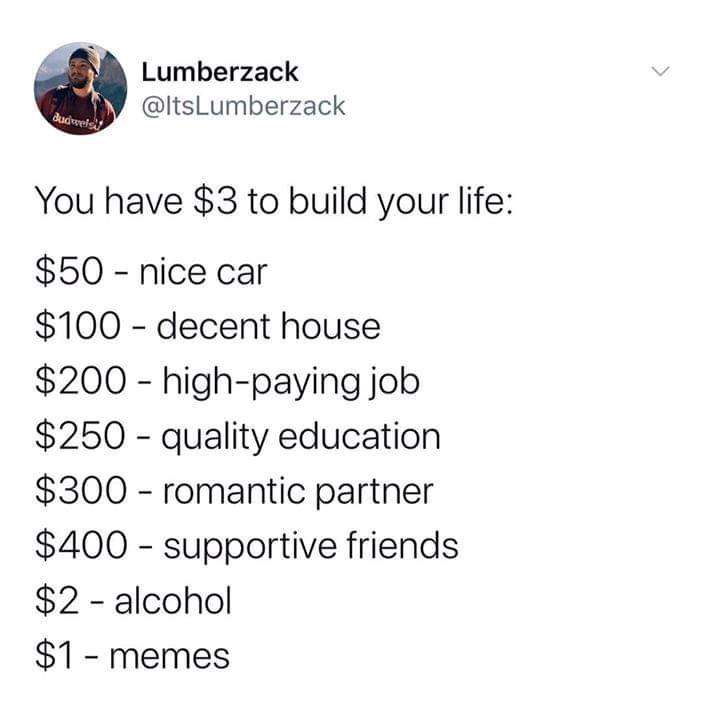 Lumberzack
@ItsLumberzack
You have $3 to build your life:
$50 - nice car
$100 - decent house
$200 - high-paying job
$250 - quality education
$300 - romantic partner
$400 - supportive friends
$2 - alcohol
$1 - memes